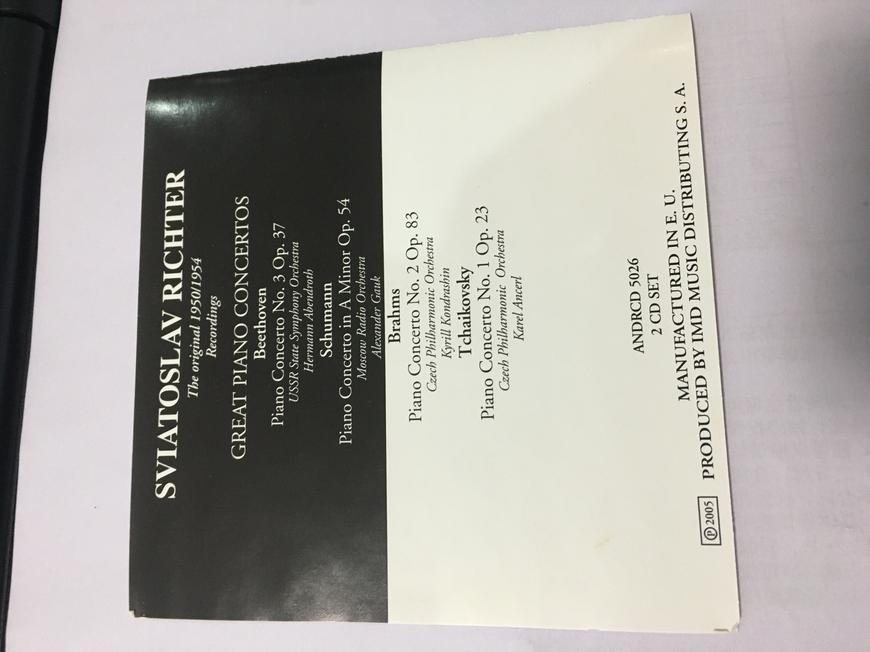 SVIATOSLAV RICHTER
The original 1950/1954
Recordings
GREAT PIANO CONCERTOS
Beethoven
Piano Concerto No. 3 Op. 37
USSR State Symphony Orchestra
Hermann Abendroth
Schumann
Piano Concerto in A Minor Op. 54
Moscow Radio Orchestra
Alexander Gauk
Brahms
Piano Concerto No. 2 Op. 83
Czech Philharmonic Orchestra
Kyrill Kondrashin
Tchaikovsky
Piano Concerto No. 1 Op. 23
Czech Philharmonic Orchestra
Karel Ancerl
ANDRCD 5026
2 CD SET
MANUFACTURED IN E. U.
PRODUCED BY IMD MUSIC DISTRIBUTING S. A.
℗ 2005